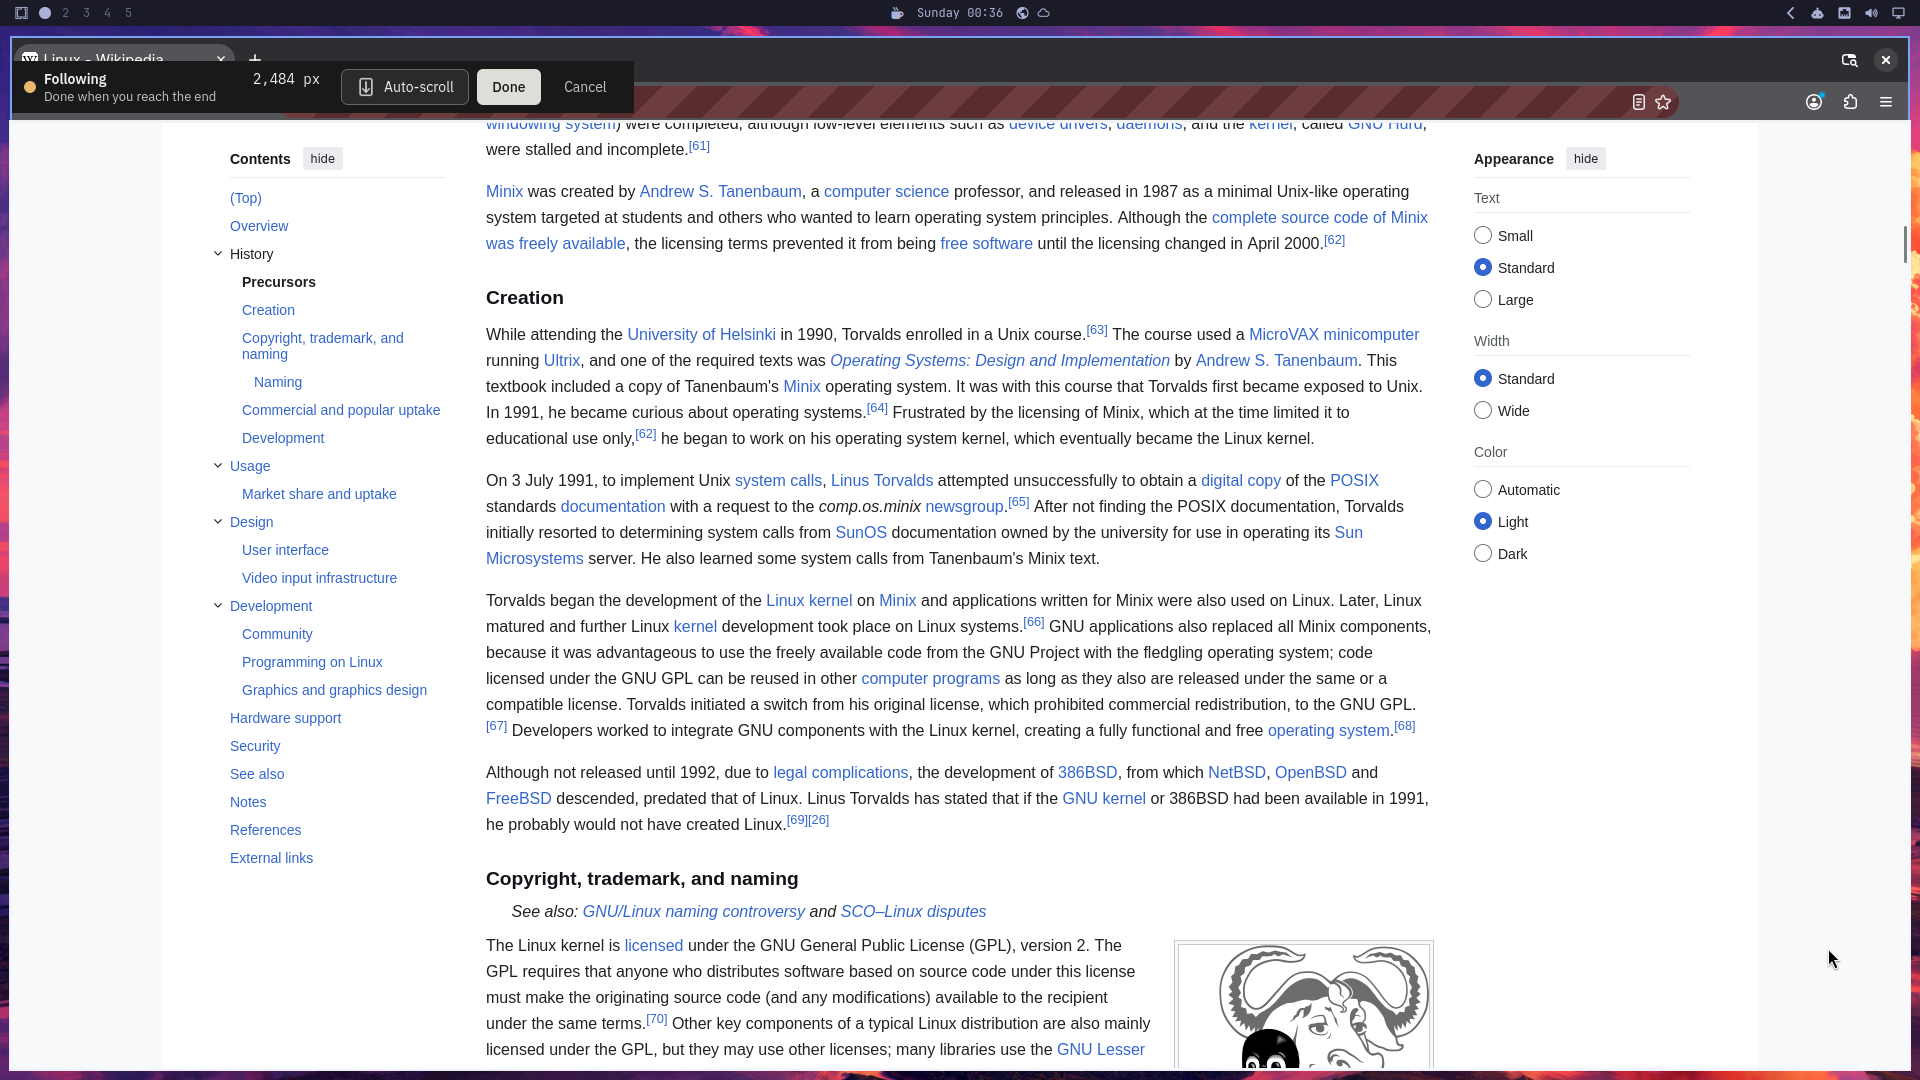 2 3 4 5
Sunday 00:36
Linux - Wikipedia
Following
Done when you reach the end
2,484 px
Auto-scroll
Done
Cancel
Contents hide
(Top)
Overview
History
Precursors
Creation
Copyright, trademark, and
naming
Naming
Commercial and popular uptake
Development
Usage
Market share and uptake
Design
User interface
Video input infrastructure
Development
Community
Programming on Linux
Graphics and graphics design
Hardware support
Security
See also
Notes
References
External links
windowing system) were completed, although low-level elements such as device drivers, daemons, and the kernel, called GNU Hurd,
were stalled and incomplete.[61]
Minix was created by Andrew S. Tanenbaum, a computer science professor, and released in 1987 as a minimal Unix-like operating
system targeted at students and others who wanted to learn operating system principles. Although the complete source code of Minix
was freely available, the licensing terms prevented it from being free software until the licensing changed in April 2000.[62]
Creation
While attending the University of Helsinki in 1990, Torvalds enrolled in a Unix course.[63] The course used a MicroVAX minicomputer
running Ultrix, and one of the required texts was Operating Systems: Design and Implementation by Andrew S. Tanenbaum. This
textbook included a copy of Tanenbaum's Minix operating system. It was with this course that Torvalds first became exposed to Unix.
In 1991, he became curious about operating systems.[64] Frustrated by the licensing of Minix, which at the time limited it to
educational use only,[62] he began to work on his operating system kernel, which eventually became the Linux kernel.
On 3 July 1991, to implement Unix system calls, Linus Torvalds attempted unsuccessfully to obtain a digital copy of the POSIX
standards documentation with a request to the comp.os.minix newsgroup.[65] After not finding the POSIX documentation, Torvalds
initially resorted to determining system calls from SunOS documentation owned by the university for use in operating its Sun
Microsystems server. He also learned some system calls from Tanenbaum's Minix text.
Torvalds began the development of the Linux kernel on Minix and applications written for Minix were also used on Linux. Later, Linux
matured and further Linux kernel development took place on Linux systems.[66] GNU applications also replaced all Minix components,
because it was advantageous to use the freely available code from the GNU Project with the fledgling operating system; code
licensed under the GNU GPL can be reused in other computer programs as long as they also are released under the same or a
compatible license. Torvalds initiated a switch from his original license, which prohibited commercial redistribution, to the GNU GPL.
[67] Developers worked to integrate GNU components with the Linux kernel, creating a fully functional and free operating system.[68]
Although not released until 1992, due to legal complications, the development of 386BSD, from which NetBSD, OpenBSD and
FreeBSD descended, predated that of Linux. Linus Torvalds has stated that if the GNU kernel or 386BSD had been available in 1991,
he probably would not have created Linux.[69][26]
Copyright, trademark, and naming
See also: GNU/Linux naming controversy and SCO–Linux disputes
The Linux kernel is licensed under the GNU General Public License (GPL), version 2. The
GPL requires that anyone who distributes software based on source code under this license
must make the originating source code (and any modifications) available to the recipient
under the same terms.[70] Other key components of a typical Linux distribution are also mainly
licensed under the GPL, but they may use other licenses; many libraries use the GNU Lesser
Appearance hide
Text
Small
Standard
Large
Width
Standard
Wide
Color
Automatic
Light
Dark